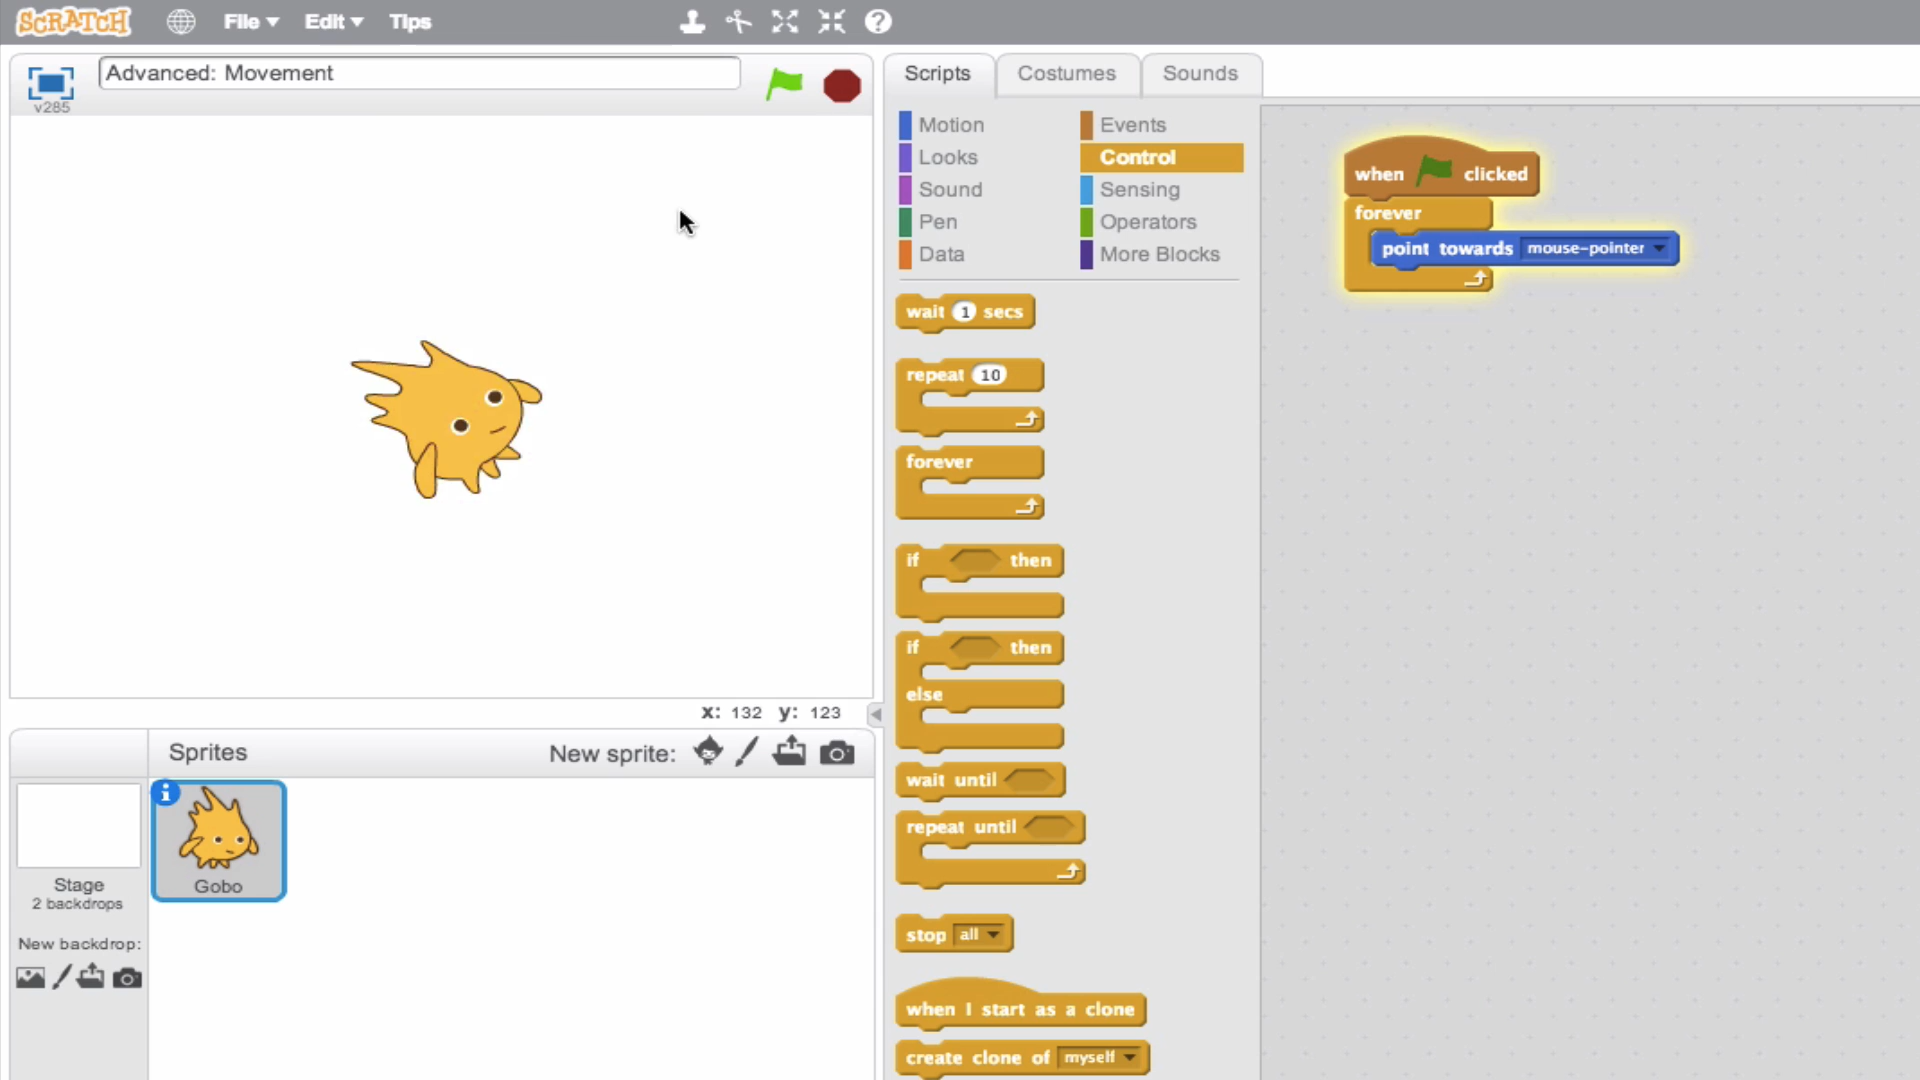 SCRATCH File Edit Tips
v285
Advanced: Movement
Scripts Costumes Sounds
Motion Events
Looks Control
Sound Sensing
Pen Operators
Data More Blocks
wait 1 secs
repeat 10
forever
if then
if then
else
wait until
repeat until
stop all
when I start as a clone
create clone of myself
when clicked
forever
point towards mouse-pointer
x: 132 y: 123
Sprites New sprite:
Stage
2 backdrops
New backdrop:
Gobo